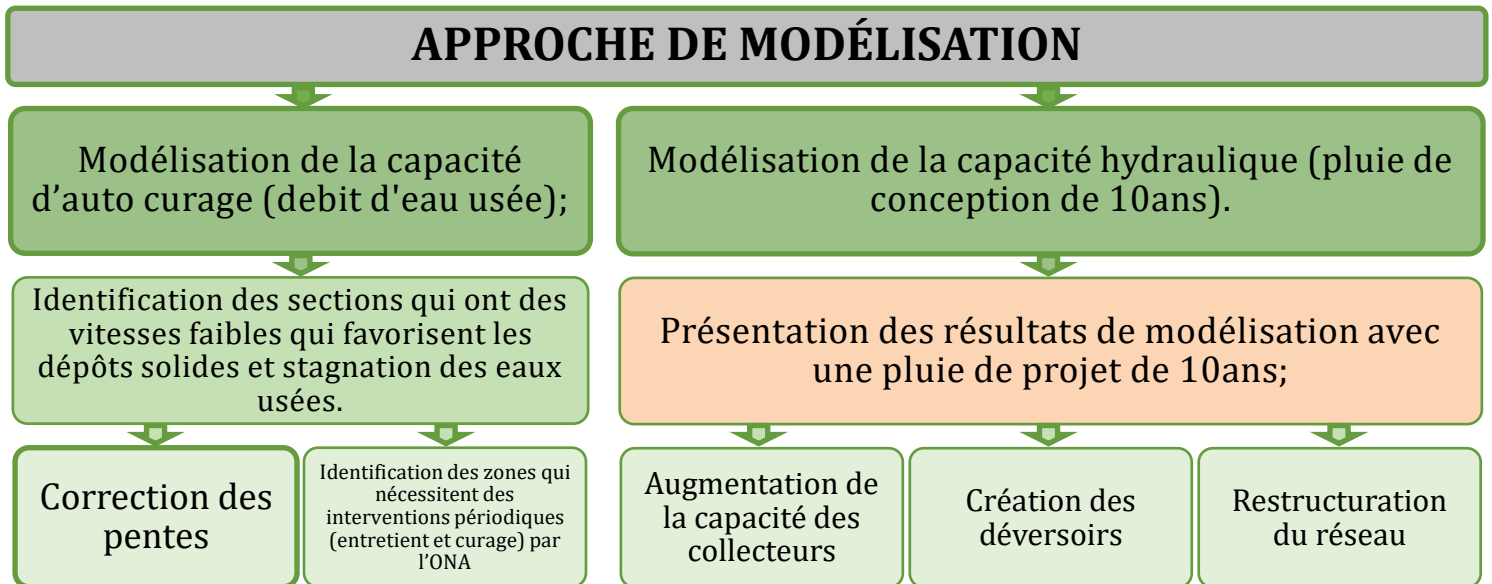 APPROCHE DE MODÉLISATION
Modélisation de la capacité
d’auto curage (debit d'eau usée);
Modélisation de la capacité hydraulique (pluie de
conception de 10ans).
Identification des sections qui ont des
vitesses faibles qui favorisent les
dépôts solides et stagnation des eaux
usées.
Présentation des résultats de modélisation avec
une pluie de projet de 10ans;
Correction des
pentes
Identification des zones qui
nécessitent des
interventions périodiques
(entretient et curage) par
l’ONA
Augmentation de
la capacité des
collecteurs
Création des
déversoirs
Restructuration
du réseau